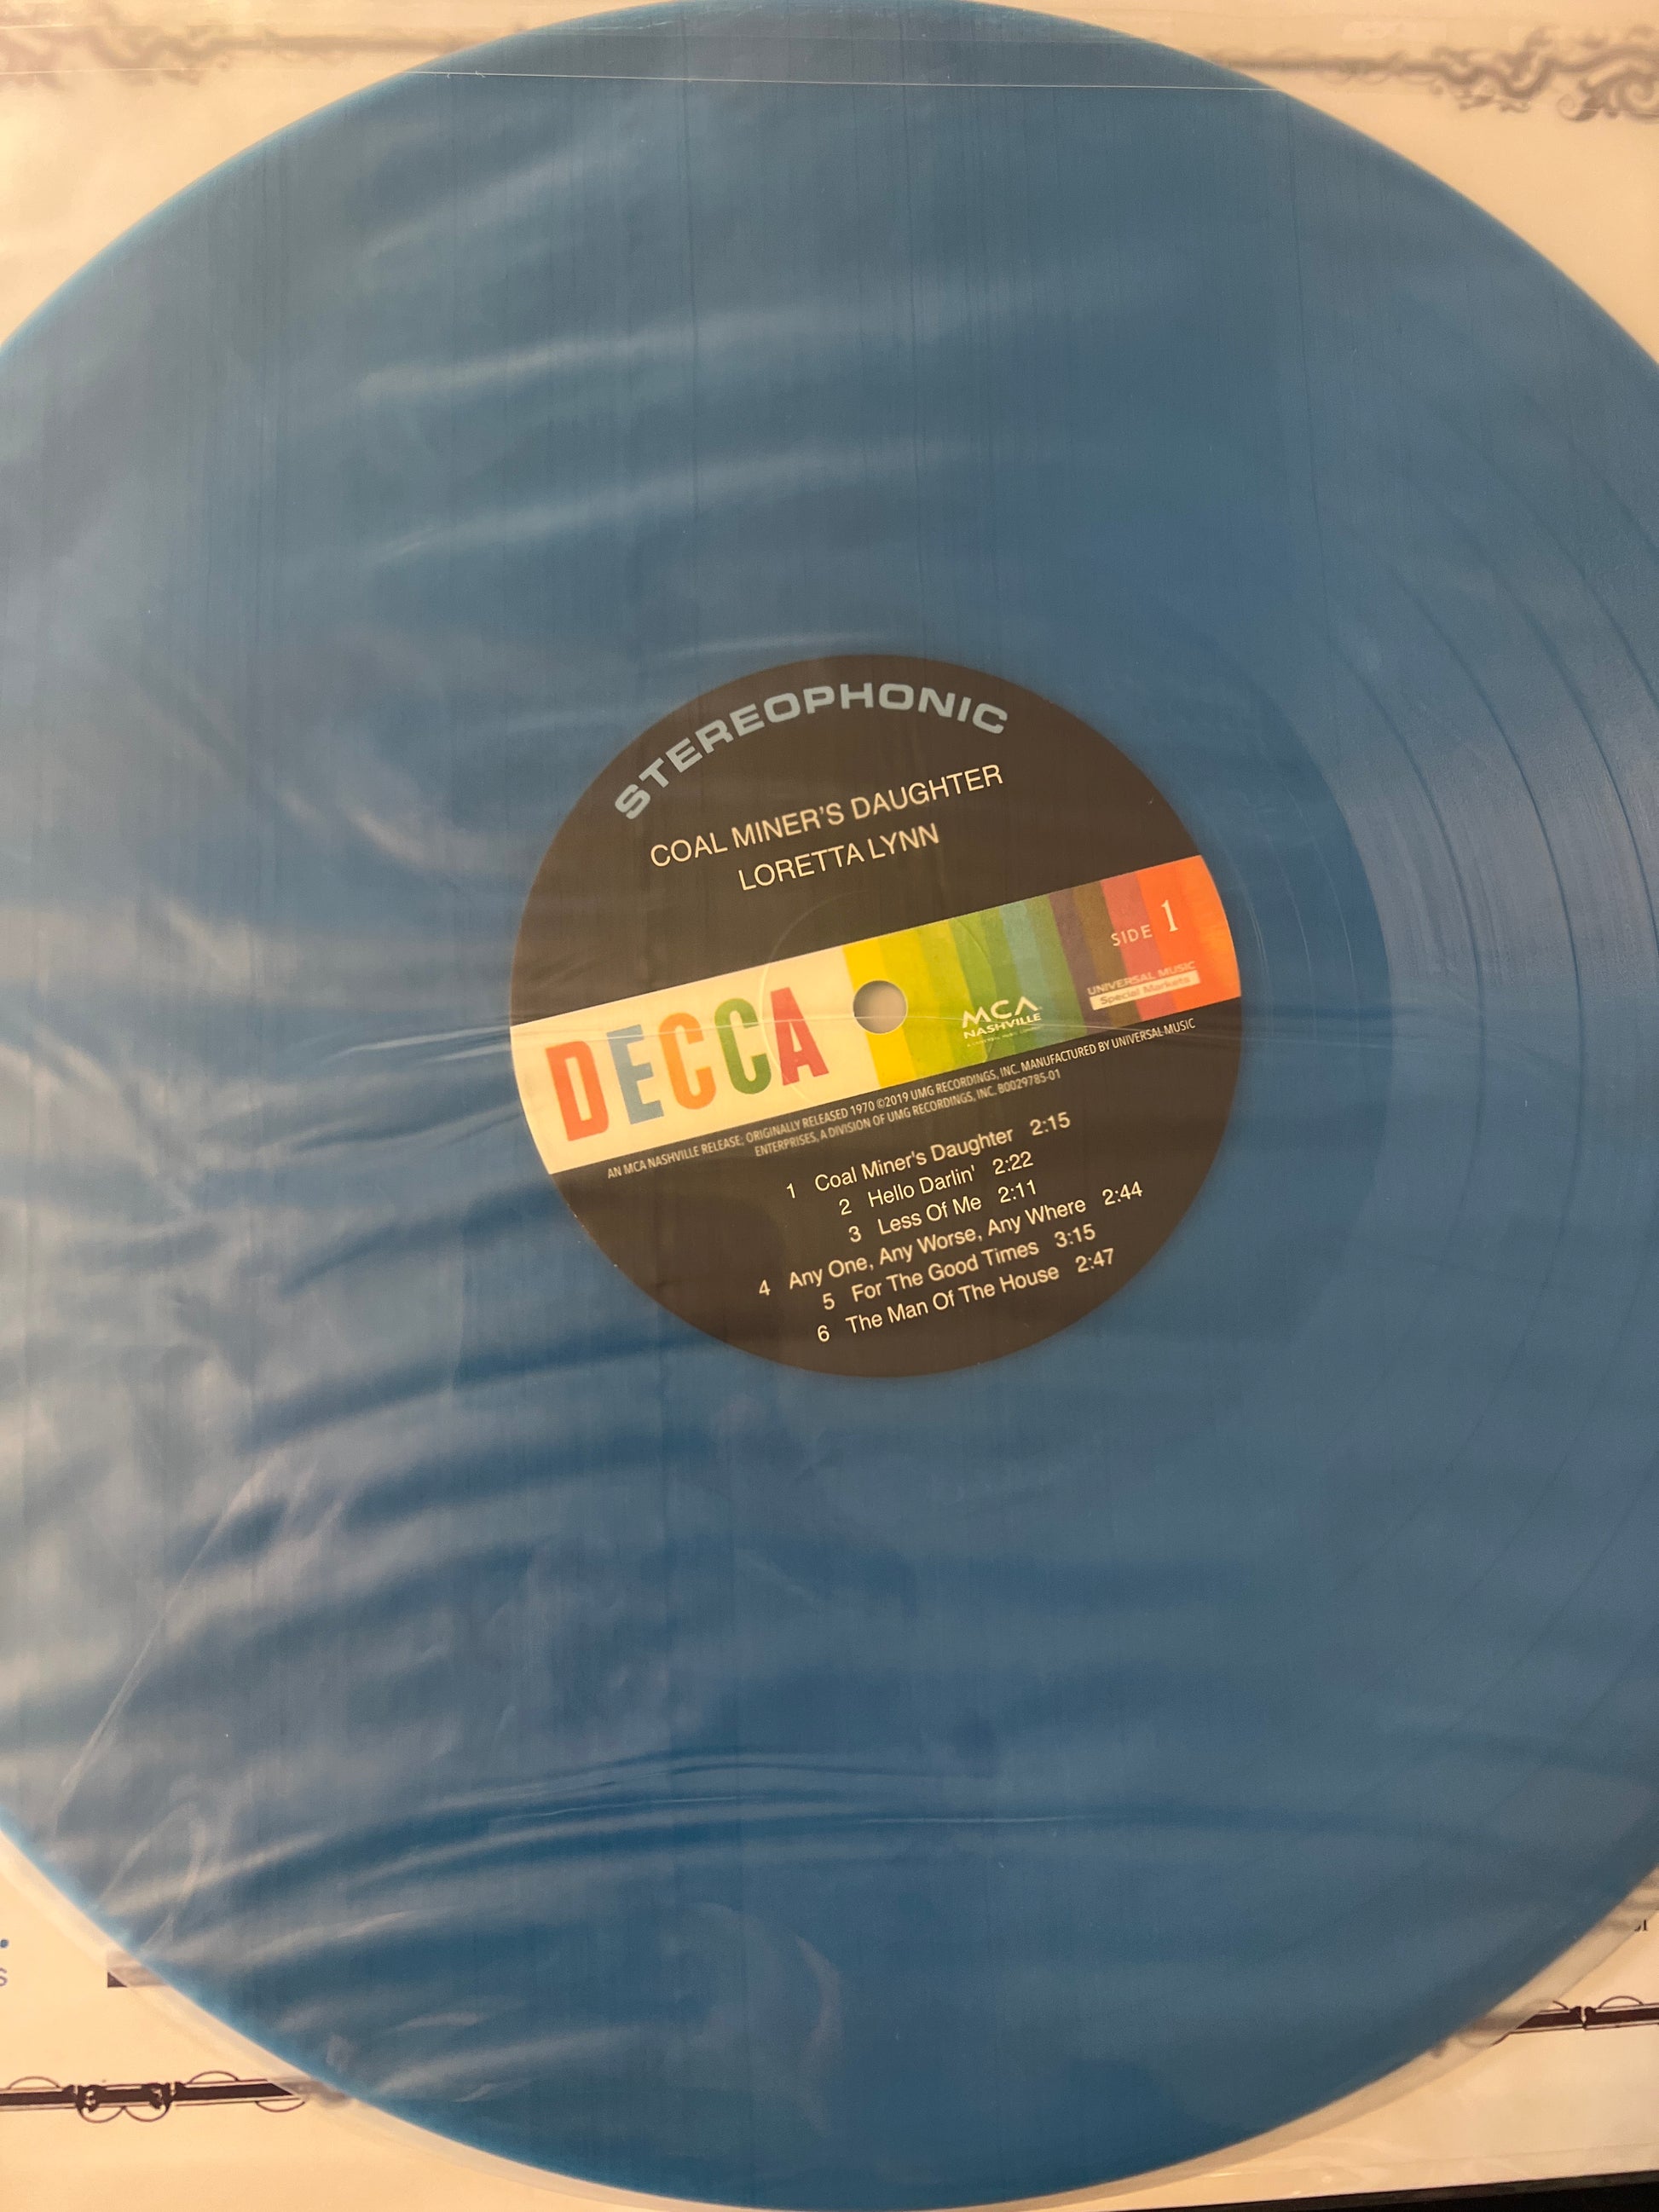 STEREOPHONIC
COAL MINER'S DAUGHTER
LORETTA LYNN
SIDE 1
DECCA
MCA
NASHVILLE
UNIVERSAL MUSIC
Special Markets
AN MCA NASHVILLE RELEASE; ORIGINALLY RELEASED 1970 ©2019 UMG RECORDINGS, INC. MANUFACTURED BY UNIVERSAL MUSIC
ENTERPRISES, A DIVISION OF UMG RECORDINGS, INC. B0029785-01
1 Coal Miner's Daughter 2:15
2 Hello Darlin' 2:22
3 Less Of Me 2:11
4 Any One, Any Worse, Any Where 2:44
5 For The Good Times 3:15
6 The Man Of The House 2:47